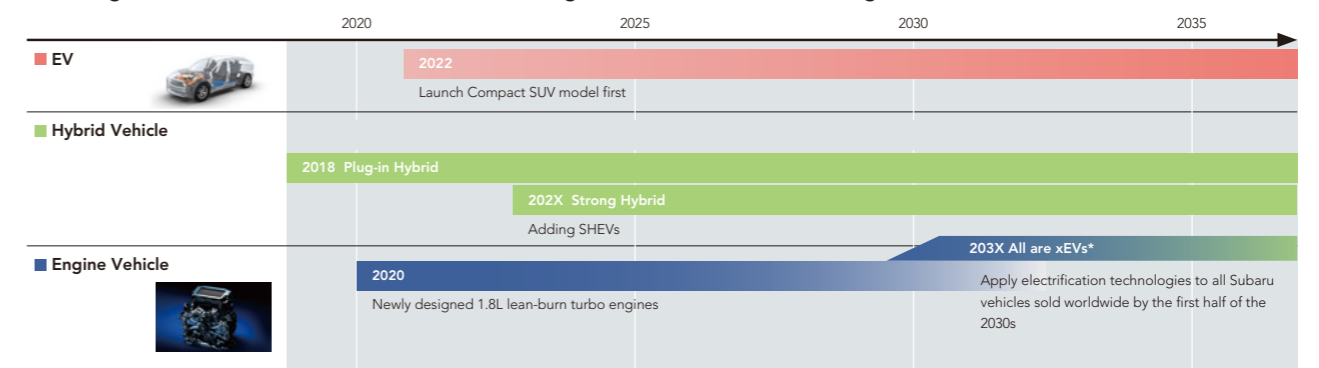 2020 2025 2030 2035
EV
2022
Launch Compact SUV model first
Hybrid Vehicle
2018 Plug-in Hybrid
202X Strong Hybrid
Adding SHEVs
203X All are xEVs*
Engine Vehicle
2020
Newly designed 1.8L lean-burn turbo engines
Apply electrification technologies to all Subaru
vehicles sold worldwide by the first half of the
2030s